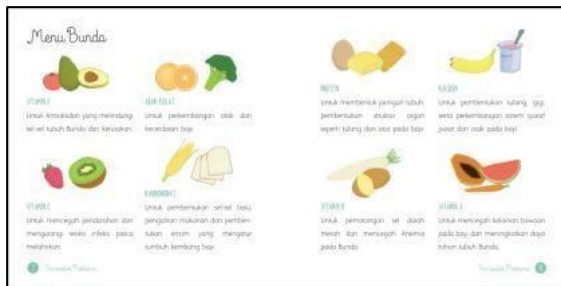 Menu Bunda
VITAMIN E
Untuk Antioksidan yang melindungi
sel-sel tubuh Bunda dari kerusakan.
ASAM FOLAT
Untuk perkembangan otak dan
kecerdasan bayi.
VITAMIN C
Untuk mencegah pendarahan dan
mengurangi resiko infeksi pasca
melahirkan.
KARBOHIDRAT
Untuk pembentukan sel-sel baru,
pengaturan makanan dan pemben-
tukan enzim yang mengatur
tumbuh kembang bayi.
PROTEIN
Untuk membentuk jaringan tubuh,
pembentukan struktur organ
seperti tulang dan otot pada bayi.
KALSIUM
Untuk pembentukan tulang, gigi,
serta perkembangan sistem syaraf
pusat dan otak pada bayi.
Untuk pematangan sel darah
merah dan mencegah Anemia
pada Bunda.
VITAMIN A
Untuk mencegah kelainan bawaan
pada bayi dan meningkatkan daya
tahan tubuh Bunda.